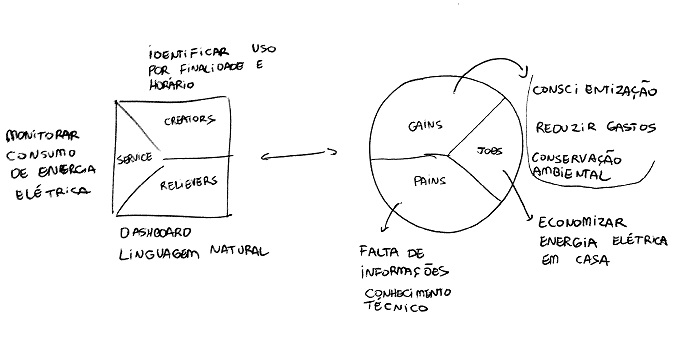 IDENTIFICAR USO
POR FINALIDADE E
HORÁRIO
MONITORAR
CONSUMO
DE ENERGIA
ELÉTRICA
CREATORS
SERVICE
RELIEVERS
DASHBOARD
LINGUAGEM NATURAL
GAINS
JOBS
PAINS
CONSCIENTIZAÇÃO
REDUZIR GASTOS
CONSERVAÇÃO
AMBIENTAL
ECONOMIZAR
ENERGIA ELÉTRICA
EM CASA
FALTA DE
INFORMAÇÕES
CONHECIMENTO
TÉCNICO